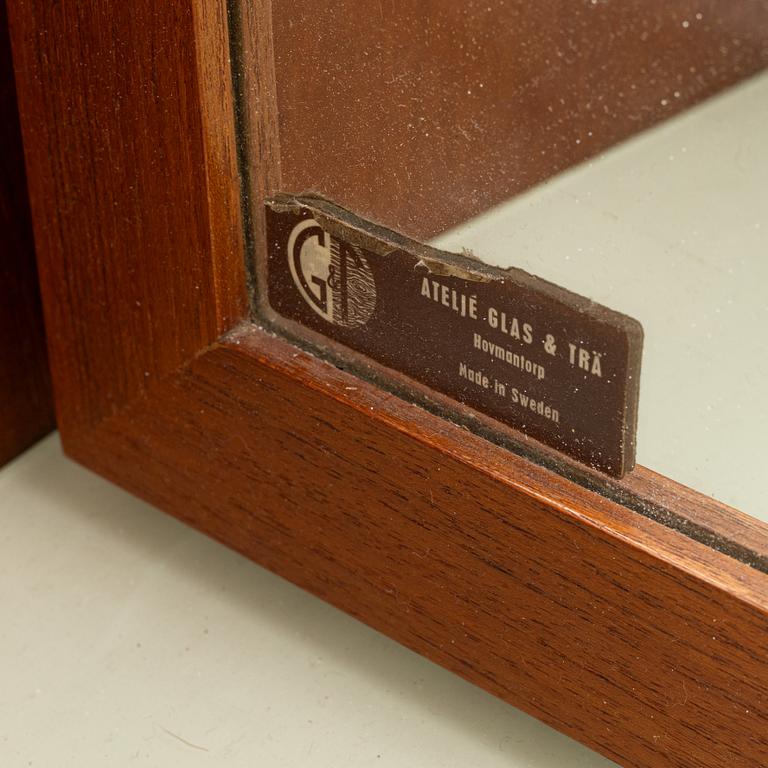 ATELJÉ GLAS & TRÄ
Hovmantorp
Made in Sweden